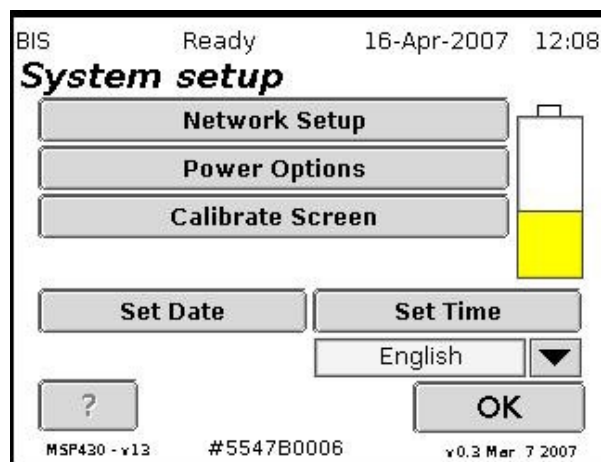 BIS Ready 16-Apr-2007 12:08
System setup
Network Setup
Power Options
Calibrate Screen
Set Date Set Time
English
? OK
MSP430 - v13 #5547B0006 v0.3 Mar 7 2007